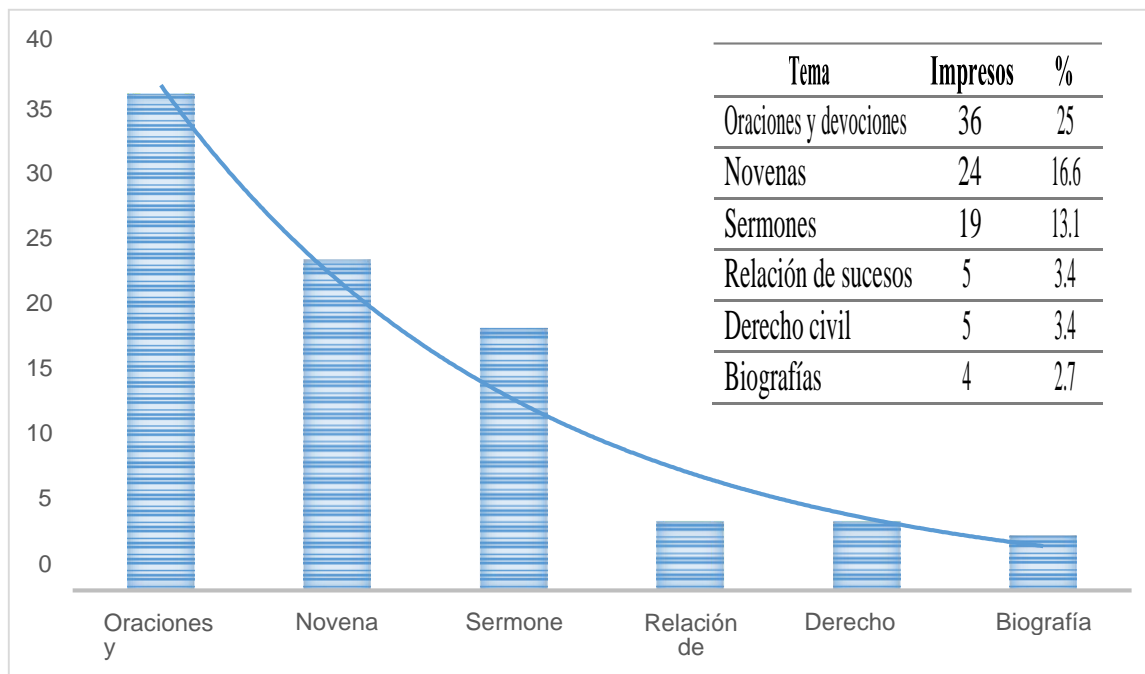 40
35
30
25
20
15
10
5
0
Tema Impresos %
Oraciones y devociones 36 25
Novenas 24 16.6
Sermones 19 13.1
Relación de sucesos 5 3.4
Derecho civil 5 3.4
Biografías 4 2.7
Oraciones Novena Sermone Relación Derecho Biografía
y de